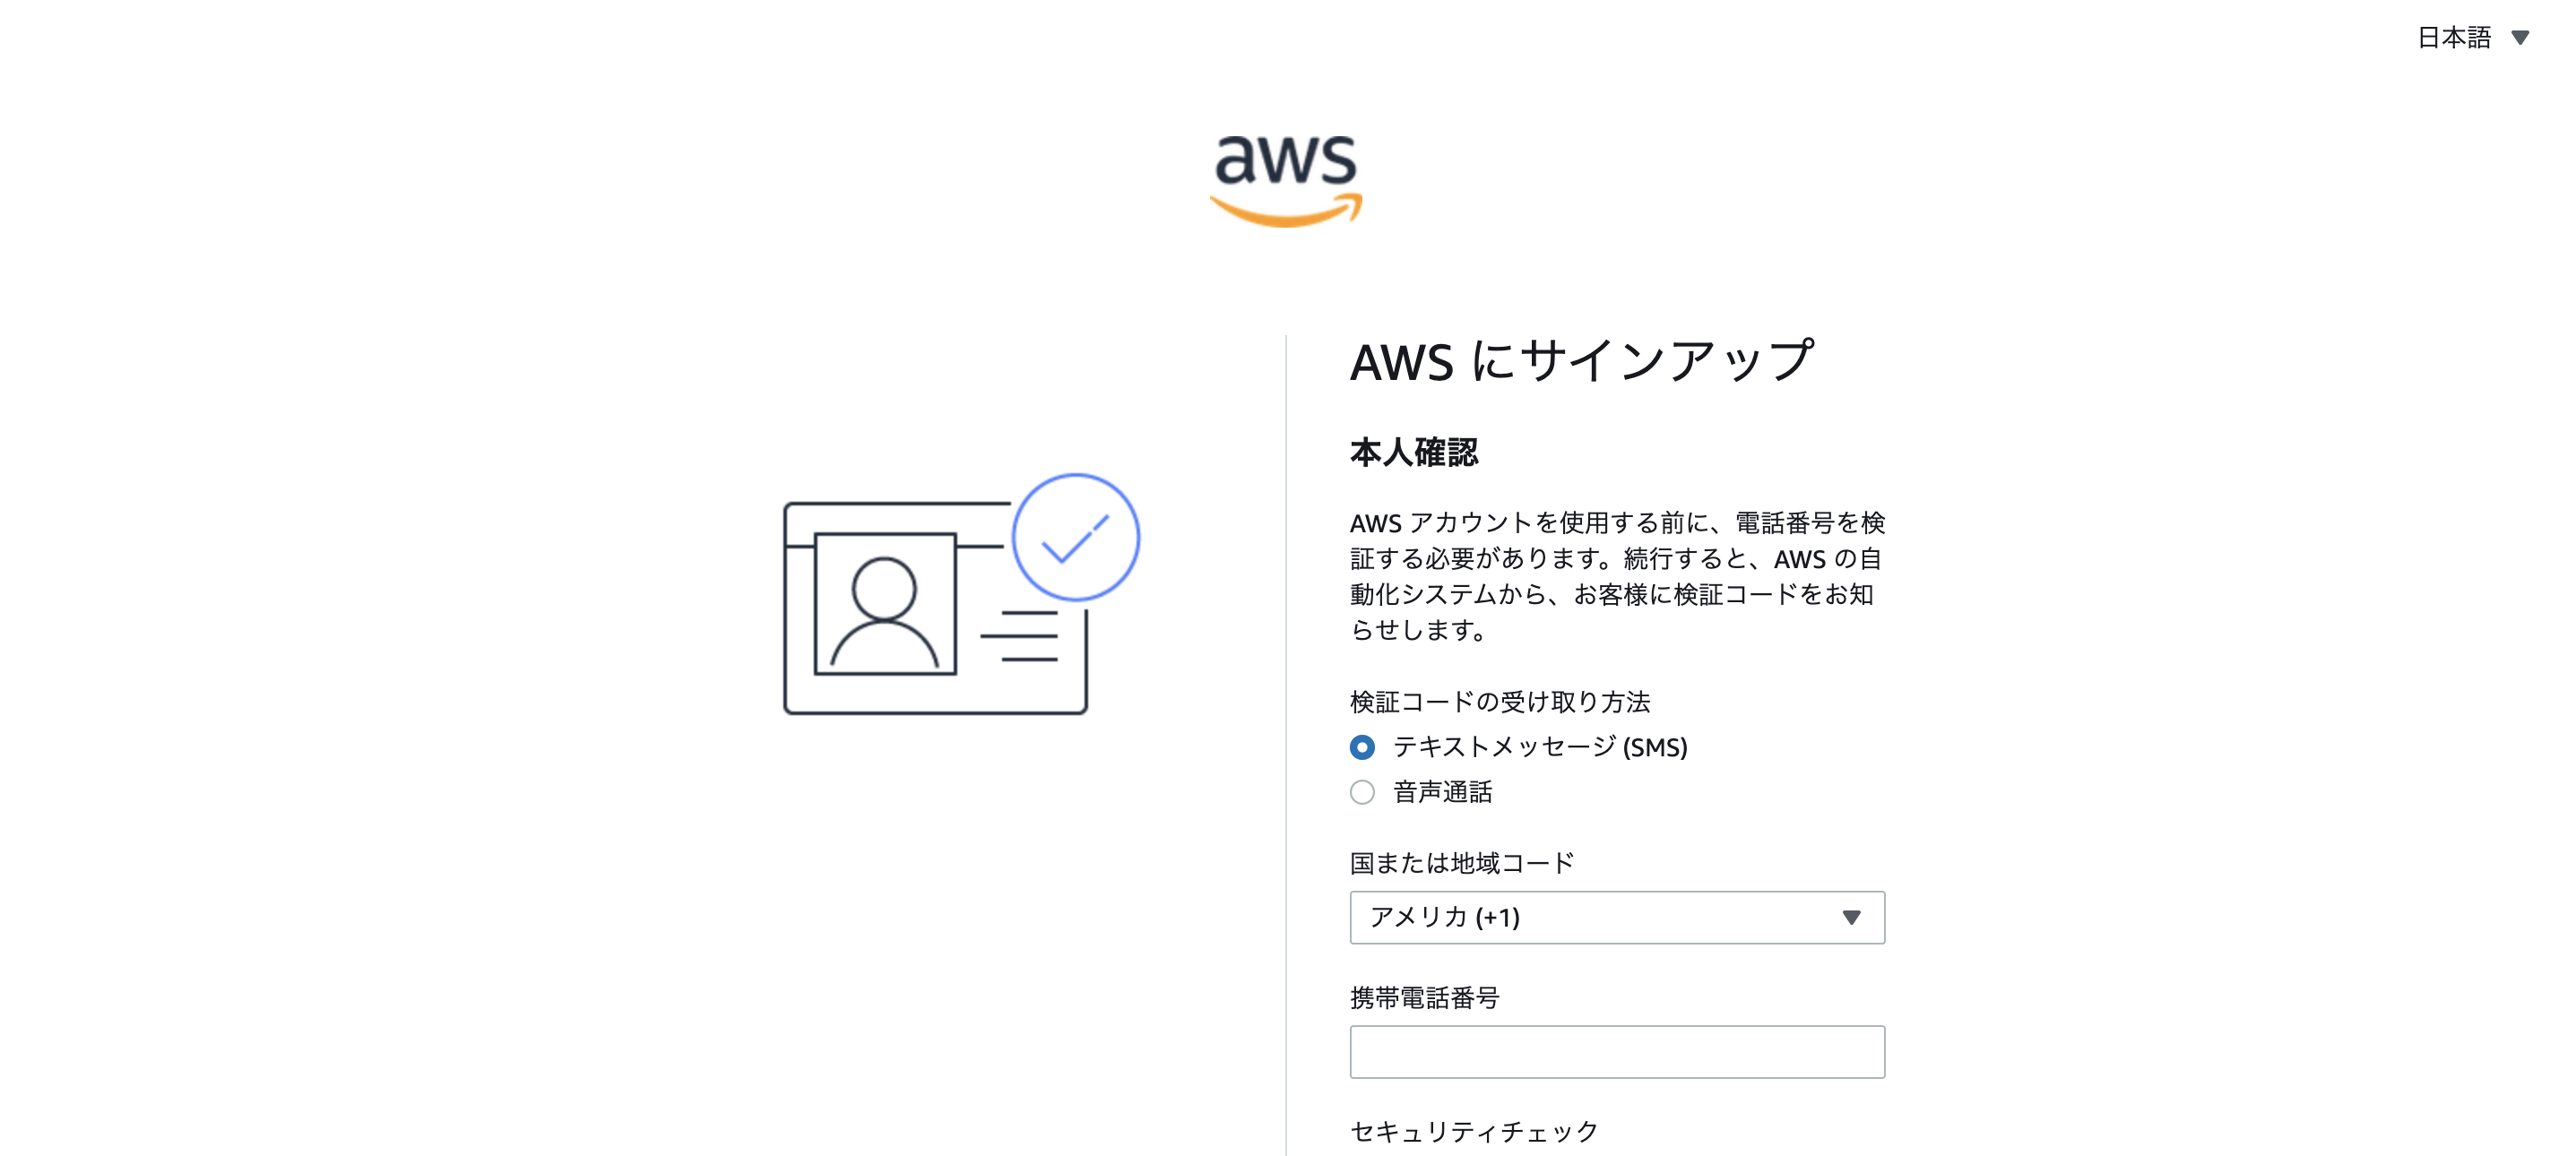 日本語
aws
AWS にサインアップ
本人確認
AWS アカウントを使用する前に、電話番号を検
証する必要があります。続行すると、AWS の自
動化システムから、お客様に検証コードをお知
らせします。
検証コードの受け取り方法
テキストメッセージ (SMS)
音声通話
国または地域コード
アメリカ (+1)
携帯電話番号
セキュリティチェック